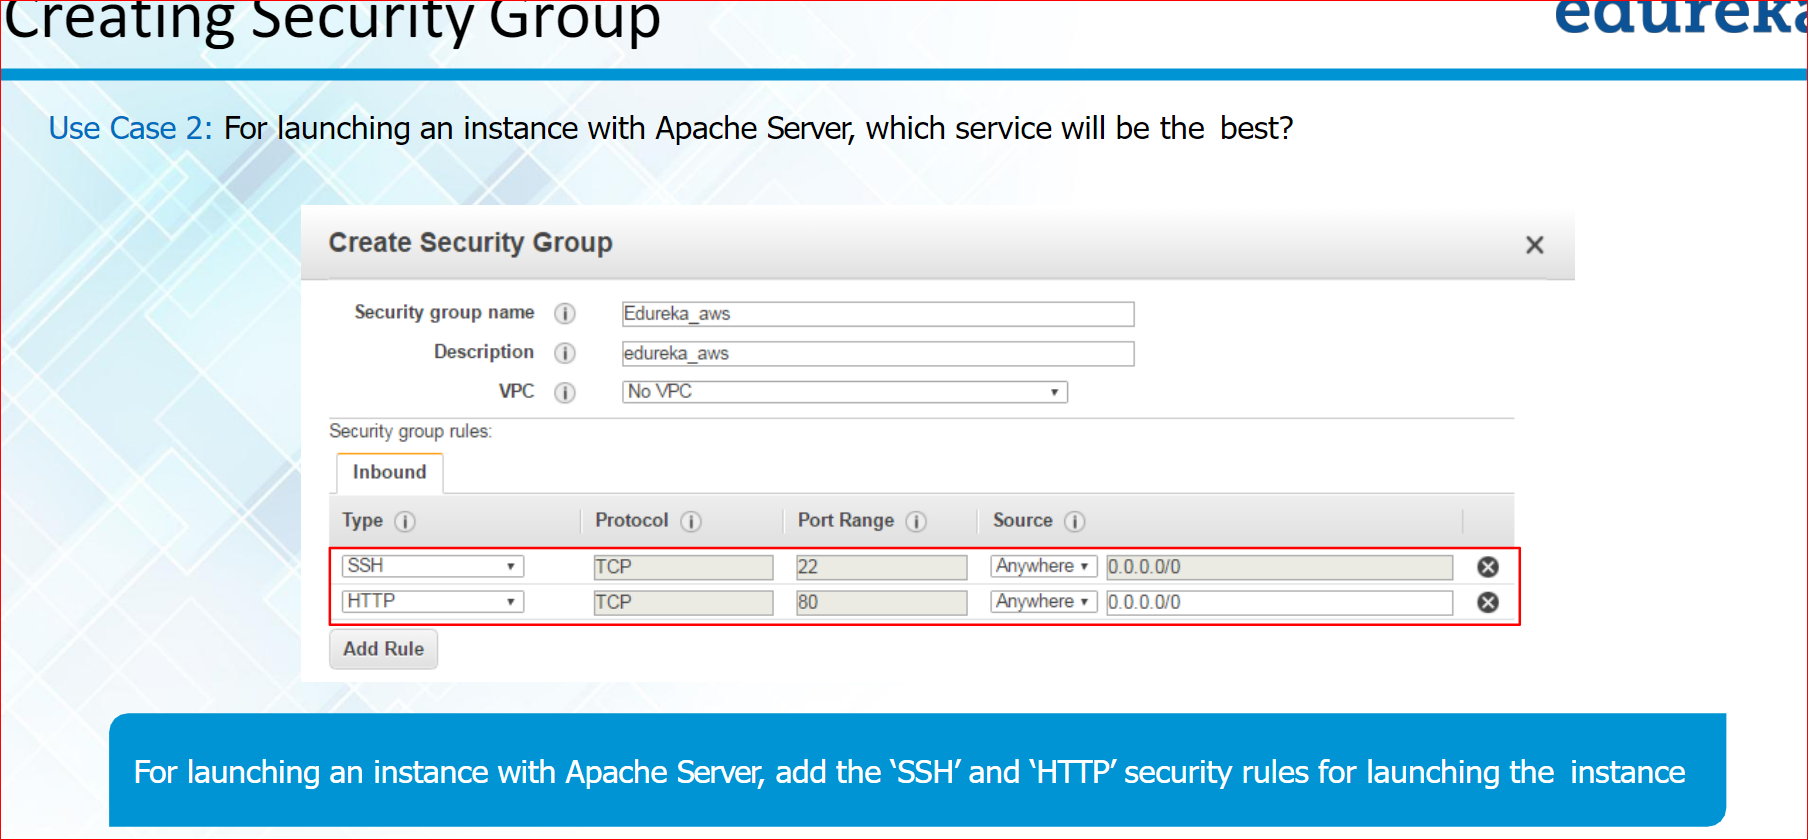 Creating Security Group
edureka
Use Case 2: For launching an instance with Apache Server, which service will be the best?
Create Security Group
Security group name
Edureka_aws
Description
edureka_aws
VPC
No VPC
Security group rules:
Inbound
Type Protocol Port Range Source
SSH TCP 22 Anywhere 0.0.0.0/0
HTTP TCP 80 Anywhere 0.0.0.0/0
Add Rule
For launching an instance with Apache Server, add the ‘SSH’ and ‘HTTP’ security rules for launching the instance